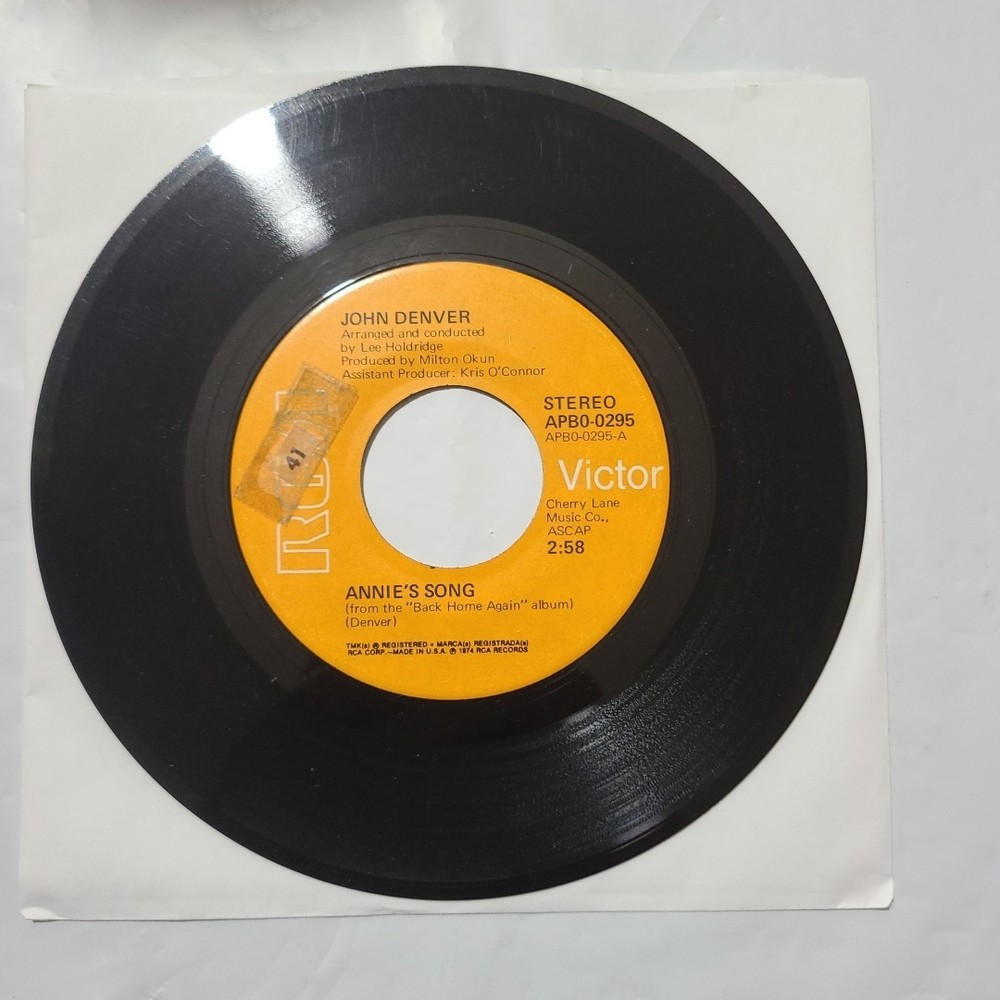 JOHN DENVER
Arranged and conducted
by Lee Holdridge
Produced by Milton Okun
Assistant Producer: Kris O'Connor
STEREO
APBO-0295
APBO-0295-A
RCA
41
Victor
Cherry Lane
Music Co.,
ASCAP
2:58
ANNIE'S SONG
(from the "Back Home Again" album)
(Denver)
TMK(s) ® REGISTERED • MARCA(s) REGISTRADA(s)
RCA CORP.—MADE IN U.S.A. ℗ 1974 RCA RECORDS